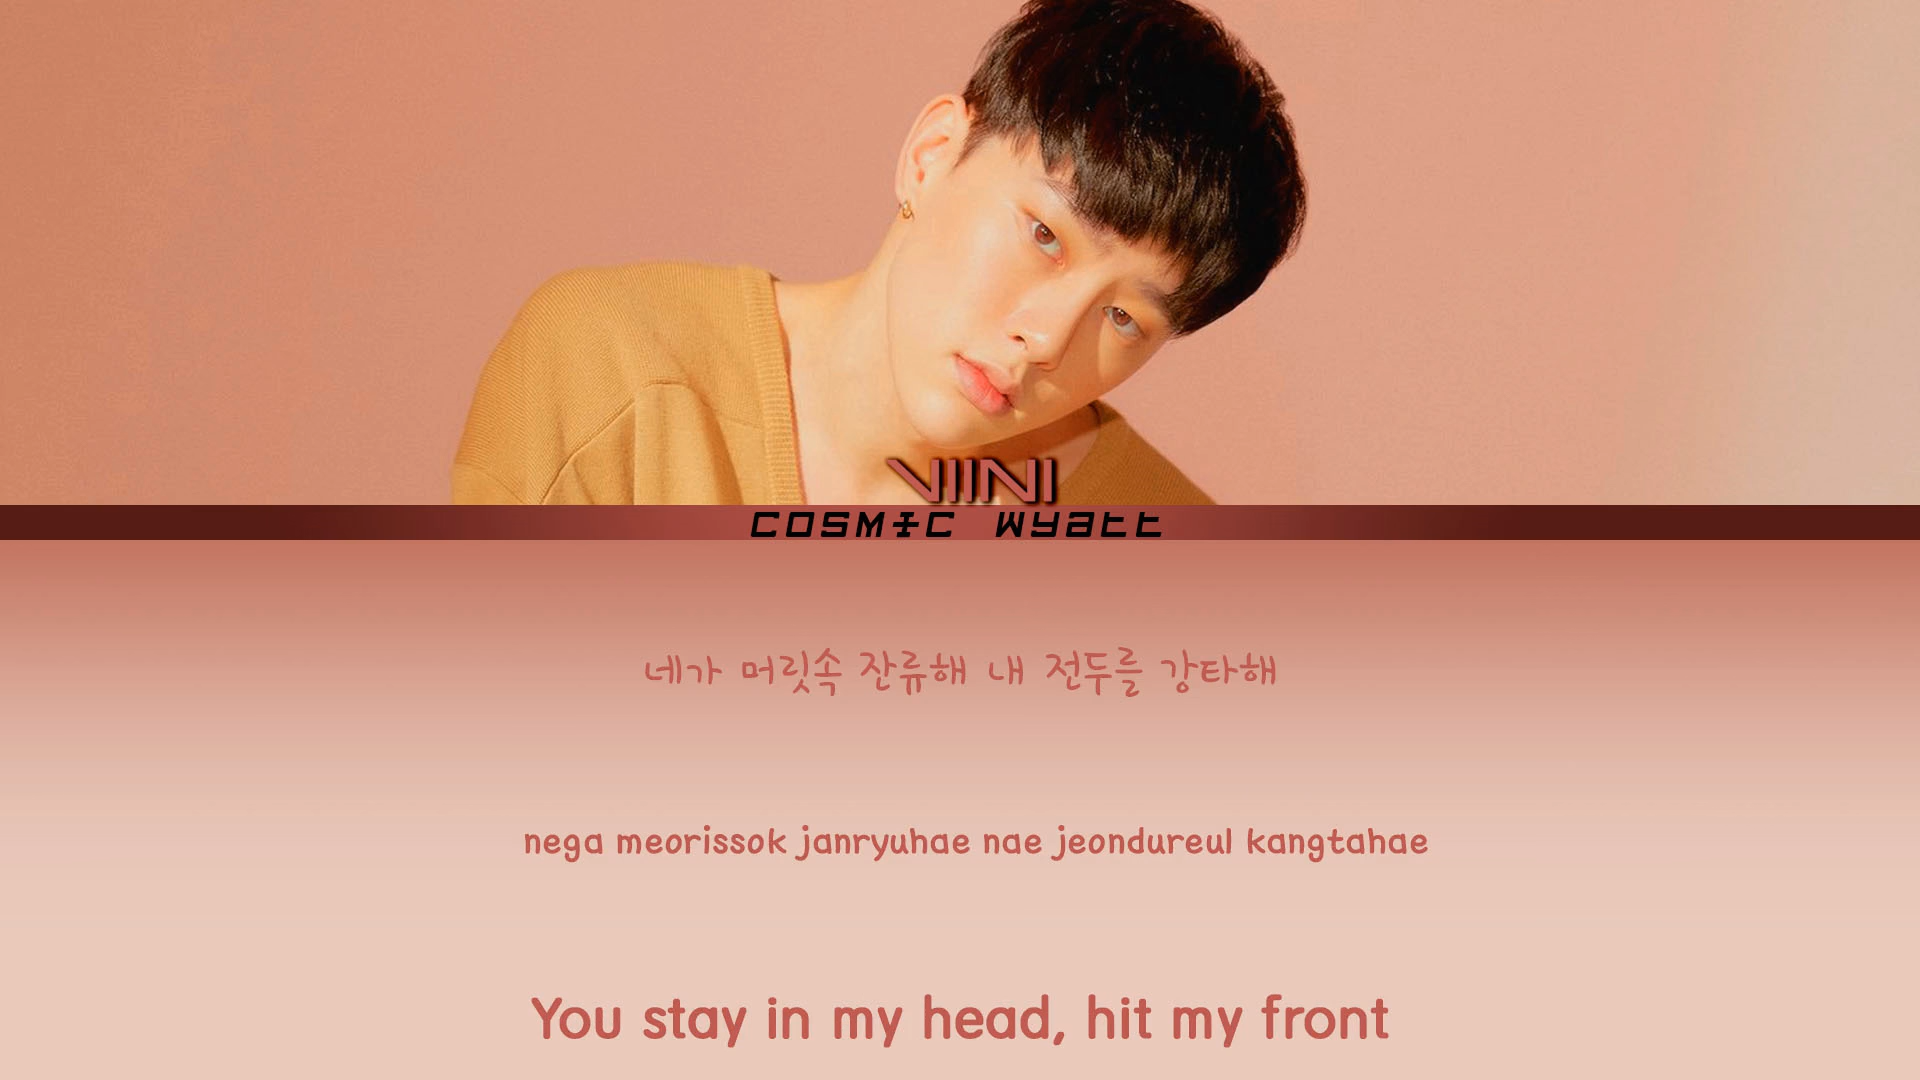 VIINI
COSMIC WYATT
네가 머릿속 잔류해 내 전두를 강타해
nega meorissok janryuhae nae jeondureul kangtahae
You stay in my head, hit my front